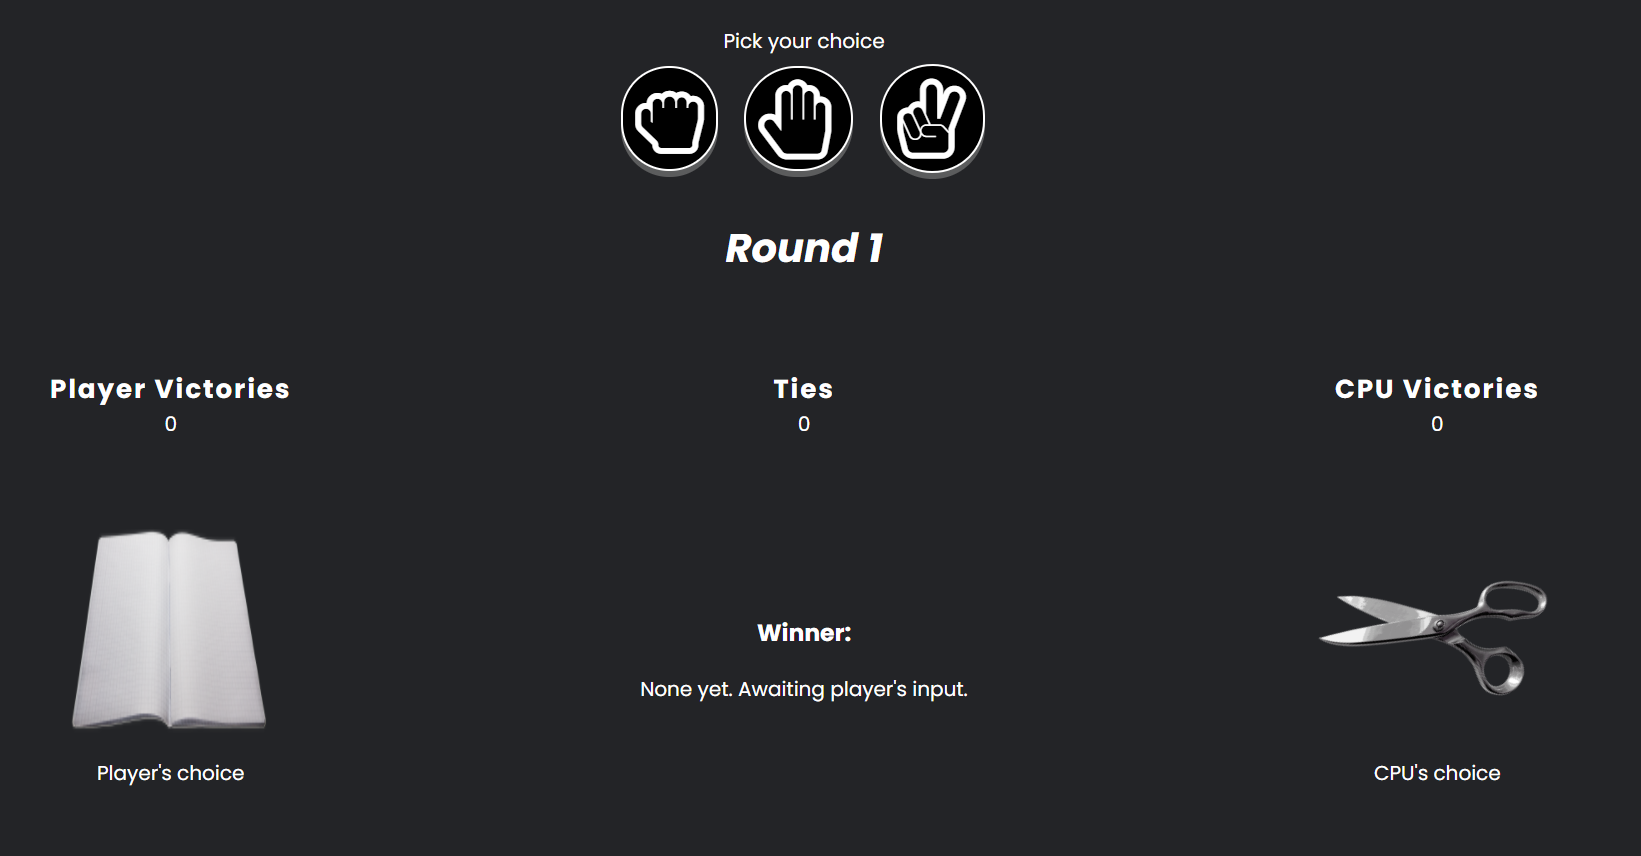 Pick your choice
Round 1
Player Victories
0
Ties
0
CPU Victories
0
Winner:
None yet. Awaiting player's input.
Player's choice
CPU's choice